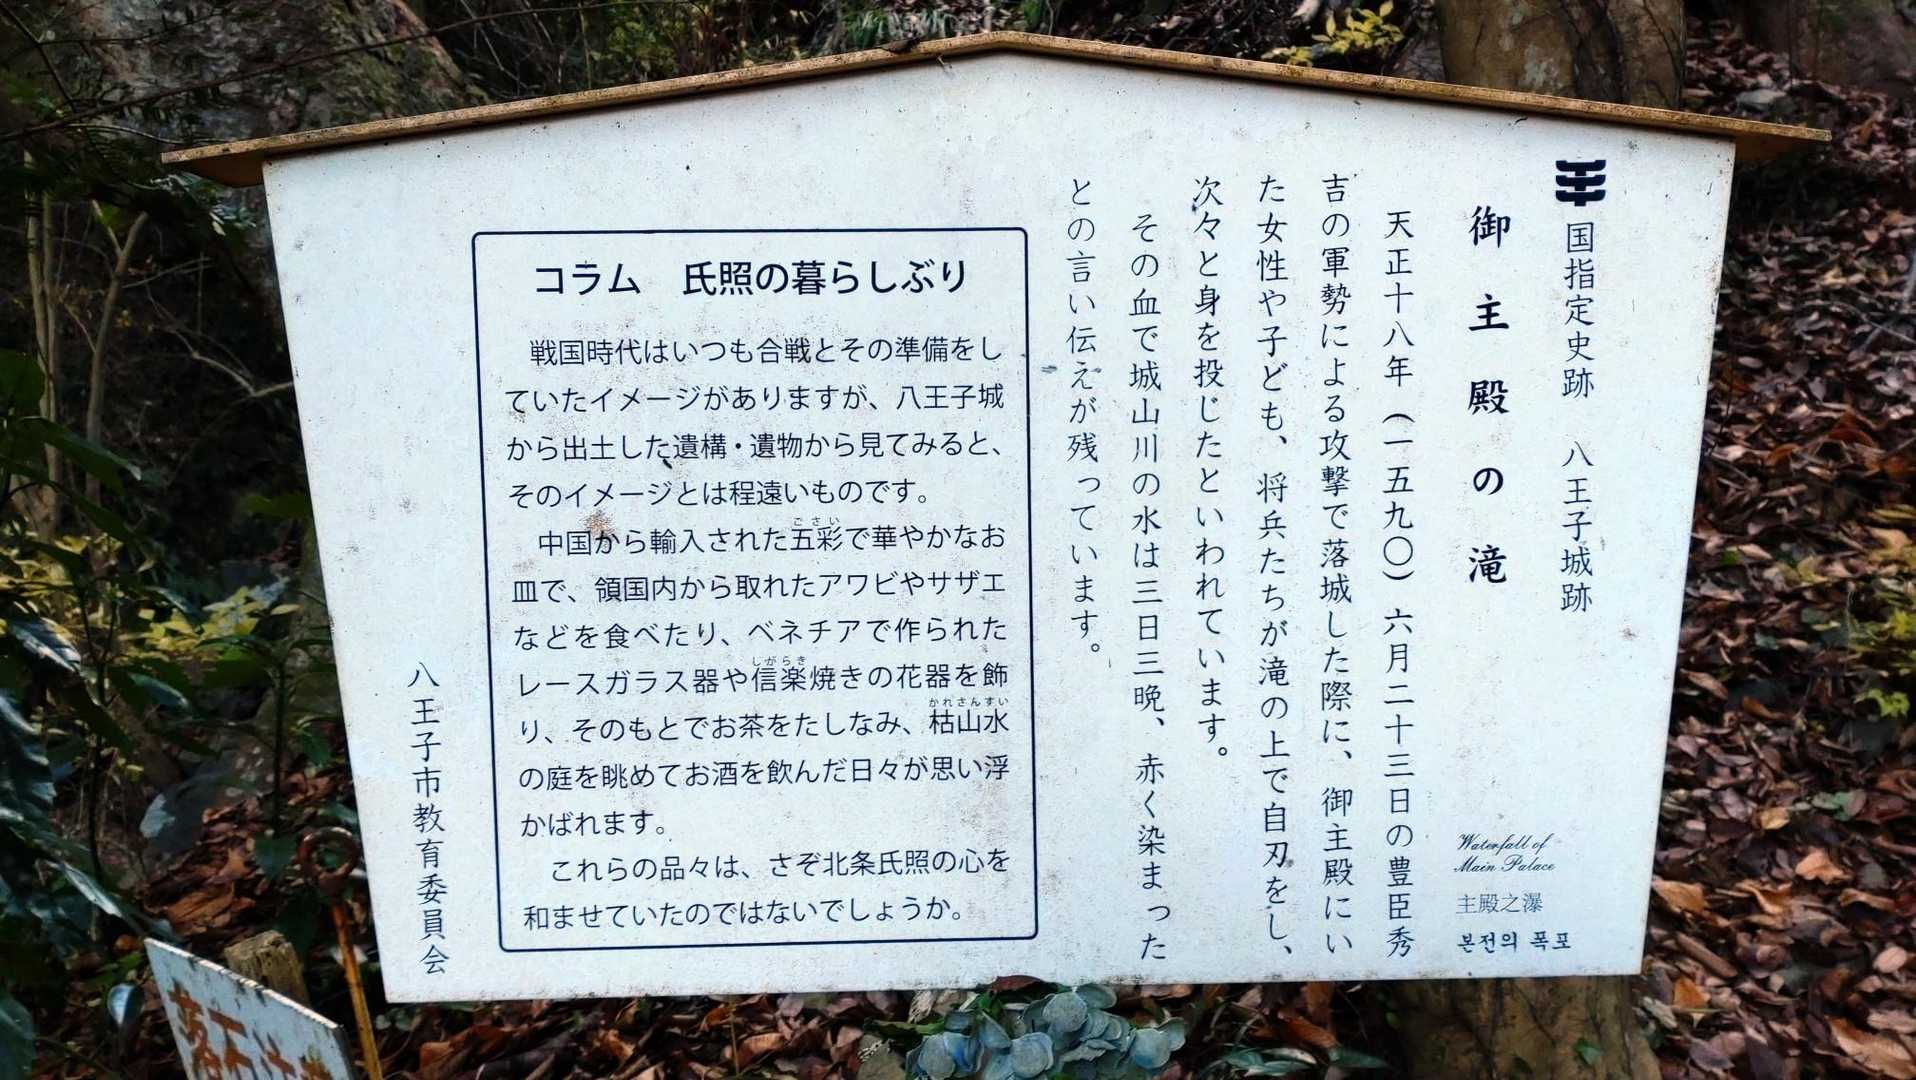 国指定史跡　八王子城跡
御主殿の滝
Waterfall of
Main Palace
主殿之瀑
본전의 폭포
天正十八年（一五九〇）六月二十三日の豊臣秀
吉の軍勢による攻撃で落城した際に、御主殿にい
た女性や子ども、将兵たちが滝の上で自刃をし、
次々と身を投じたといわれています。
その血で城山川の水は三日三晩、赤く染まった
との言い伝えが残っています。
コラム　氏照の暮らしぶり
戦国時代はいつも合戦とその準備をし
ていたイメージがありますが、八王子城
から出土した遺構・遺物から見てみると、
そのイメージとは程遠いものです。
ごさい
中国から輸入された五彩で華やかなお
皿で、領国内から取れたアワビやサザエ
などを食べたり、ベネチアで作られた
しがらき
レースガラス器や信楽焼きの花器を飾
かれさんすい
り、そのもとでお茶をたしなみ、枯山水
の庭を眺めてお酒を飲んだ日々が思い浮
かばれます。
これらの品々は、さぞ北条氏照の心を
和ませていたのではないでしょうか。
八王子市教育委員会
落石注意